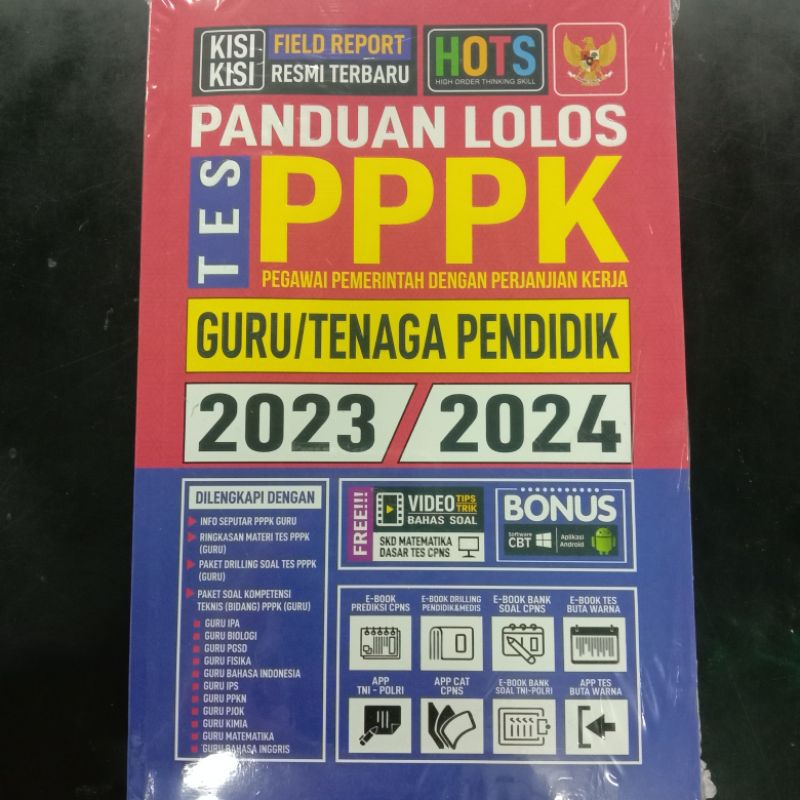 KISI
KISI
FIELD REPORT
RESMI TERBARU
HOTS
HIGH ORDER THINKING SKILL
PANDUAN LOLOS
TES
PPPK
PEGAWAI PEMERINTAH DENGAN PERJANJIAN KERJA
GURU/TENAGA PENDIDIK
2023/2024
DILENGKAPI DENGAN
INFO SEPUTAR PPPK GURU
RINGKASAN MATERI TES PPPK
(GURU)
PAKET DRILLING SOAL TES PPPK
(GURU)
PAKET SOAL KOMPETENSI
TEKNIS (BIDANG) PPPK (GURU)
GURU IPA
GURU BIOLOGI
GURU PGSD
GURU FISIKA
GURU BAHASA INDONESIA
GURU IPS
GURU PPKN
GURU PJOK
GURU KIMIA
GURU MATEMATIKA
GURU BAHASA INGGRIS
FREE!!!
VIDEO TIPS TRIK
BAHAS SOAL
SKD MATEMATIKA
DASAR TES CPNS
BONUS
Software
CBT
Aplikasi
Android
E-BOOK
PREDIKSI CPNS
E-BOOK DRILLING
PENDIDIK&MEDIS
E-BOOK BANK
SOAL CPNS
E-BOOK TES
BUTA WARNA
APP
TNI - POLRI
APP CAT
CPNS
E-BOOK BANK
SOAL TNI-POLRI
APP TES
BUTA WARNA